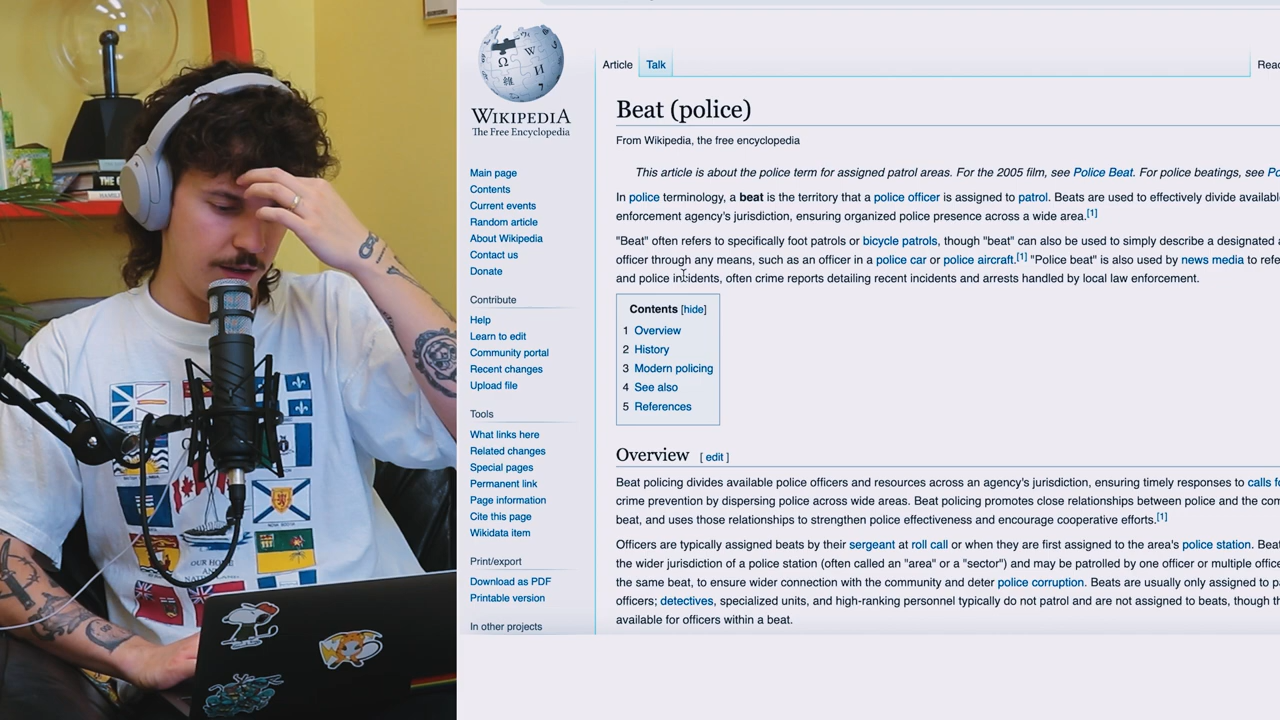 WIKIPEDIA
The Free Encyclopedia
Main page
Contents
Current events
Random article
About Wikipedia
Contact us
Donate
Contribute
Help
Learn to edit
Community portal
Recent changes
Upload file
Tools
What links here
Related changes
Special pages
Permanent link
Page information
Cite this page
Wikidata item
Print/export
Download as PDF
Printable version
In other projects
Article Talk
Beat (police)
From Wikipedia, the free encyclopedia
This article is about the police term for assigned patrol areas. For the 2005 film, see Police Beat. For police beatings, see
In police terminology, a beat is the territory that a police officer is assigned to patrol. Beats are used to effectively divide
enforcement agency's jurisdiction, ensuring organized police presence across a wide area.[1]
"Beat" often refers to specifically foot patrols or bicycle patrols, though "beat" can also be used to simply describe a designated
officer through any means, such as an officer in a police car or police aircraft.[1] "Police beat" is also used by news media to
and police incidents, often crime reports detailing recent incidents and arrests handled by local law enforcement.
Contents [hide]
1 Overview
2 History
3 Modern policing
4 See also
5 References
Overview [ edit ]
Beat policing divides available police officers and resources across an agency's jurisdiction, ensuring timely responses to calls
crime prevention by dispersing police across wide areas. Beat policing promotes close relationships between police and the
beat, and uses those relationships to strengthen police effectiveness and encourage cooperative efforts.[1]
Officers are typically assigned beats by their sergeant at roll call or when they are first assigned to the area's police station.
the wider jurisdiction of a police station (often called an "area" or a "sector") and may be patrolled by one officer or multiple
the same beat, to ensure wider connection with the community and deter police corruption. Beats are usually only assigned to
officers; detectives, specialized units, and high-ranking personnel typically do not patrol and are not assigned to beats, though
available for officers within a beat.
OUR HOME
AND